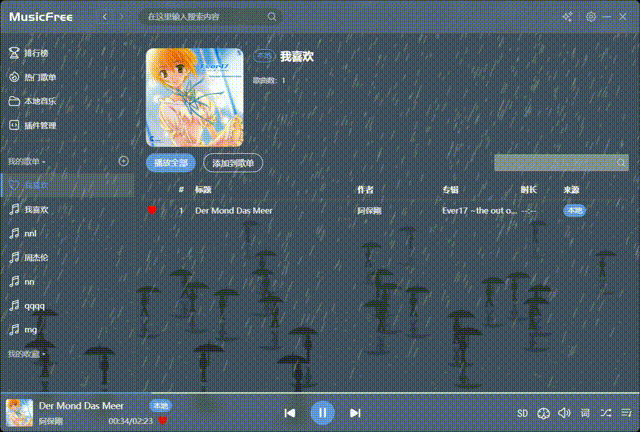 MusicFree
在这里输入搜索内容
排行榜
热门歌单
本地音乐
插件管理
我的歌单
我喜欢
我喜欢
nnl
周杰伦
nn
qqqq
mg
我的收藏
Ever17
本地 我喜欢
歌曲数: 1
播放全部 添加到歌单
# 标题 作者 专辑 时长 来源
1 Der Mond Das Meer 阿保剛 Ever17 ~the out o... --:-- 本地
Der Mond Das Meer 本地
阿保剛 00:34/02:23
SD 词